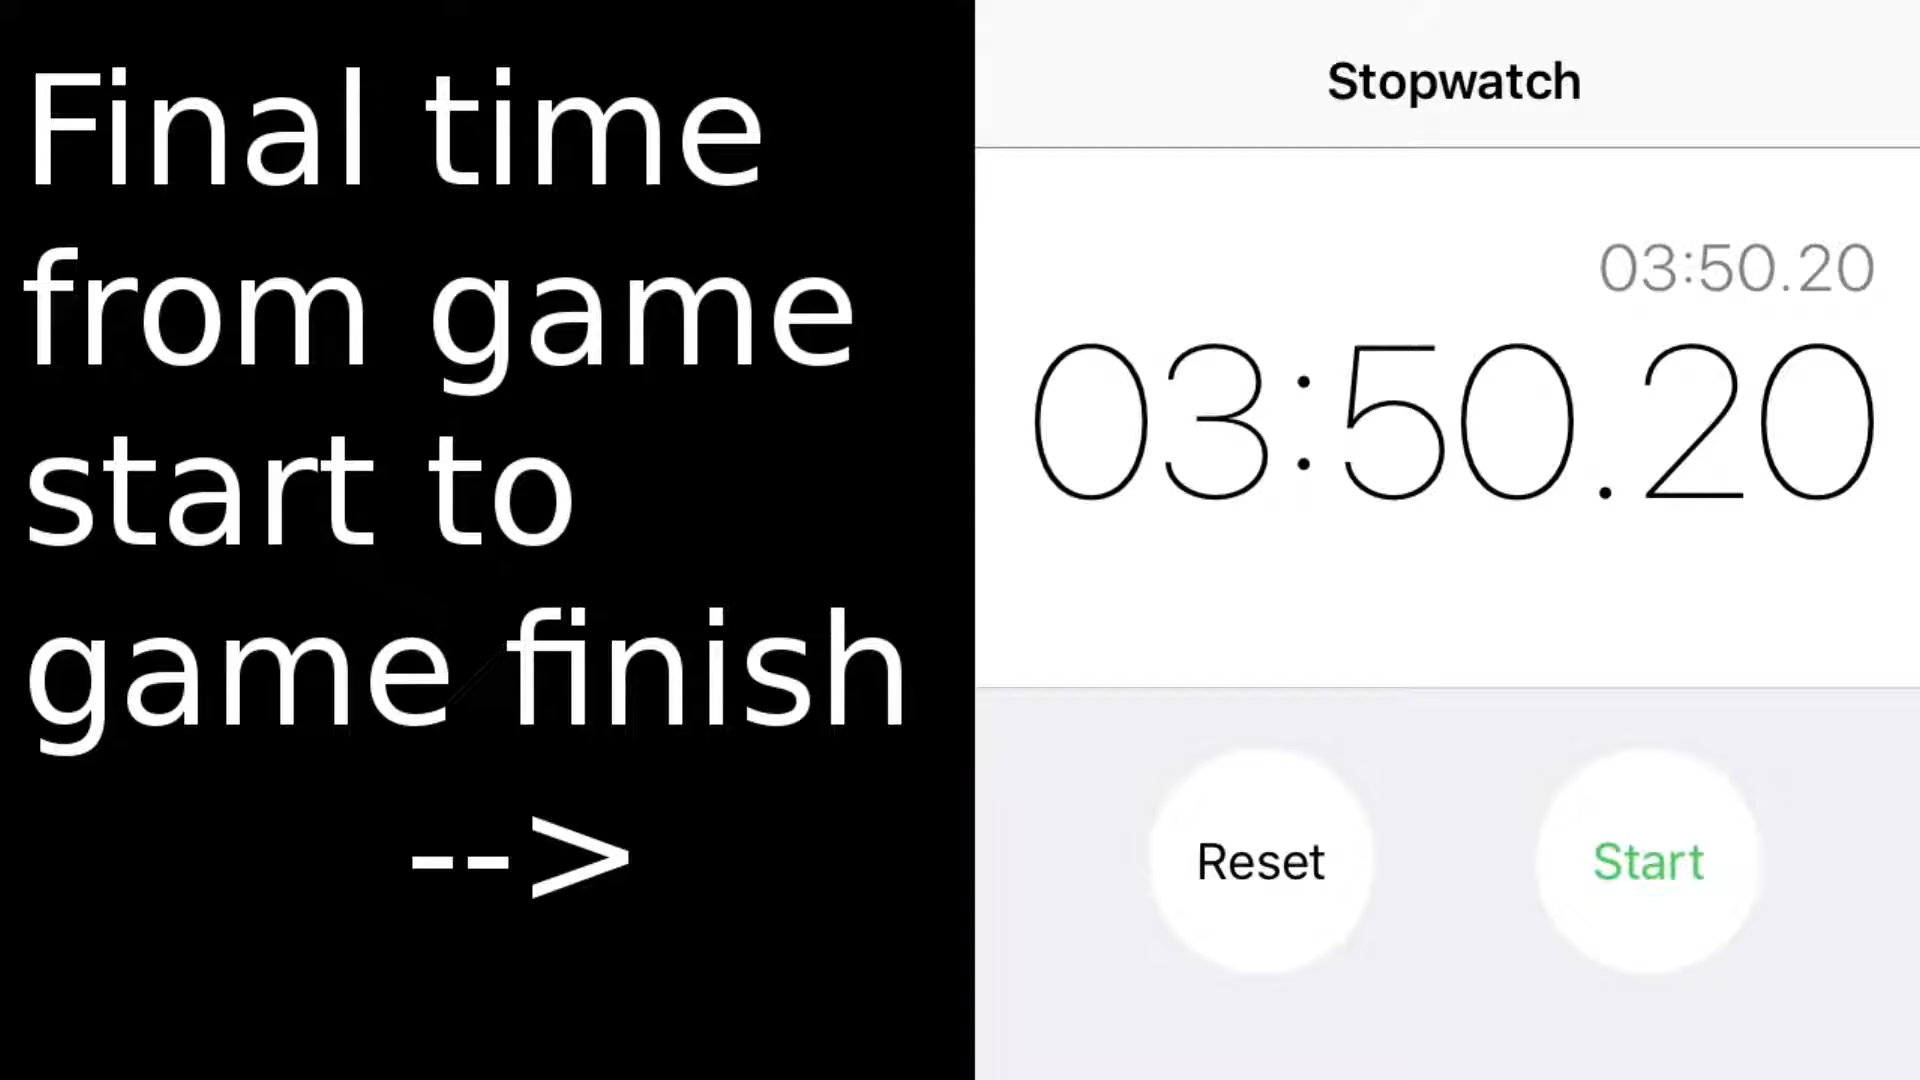 Final time
from game
start to
game finish
-->
Stopwatch
03:50.20
03:50.20
Reset
Start